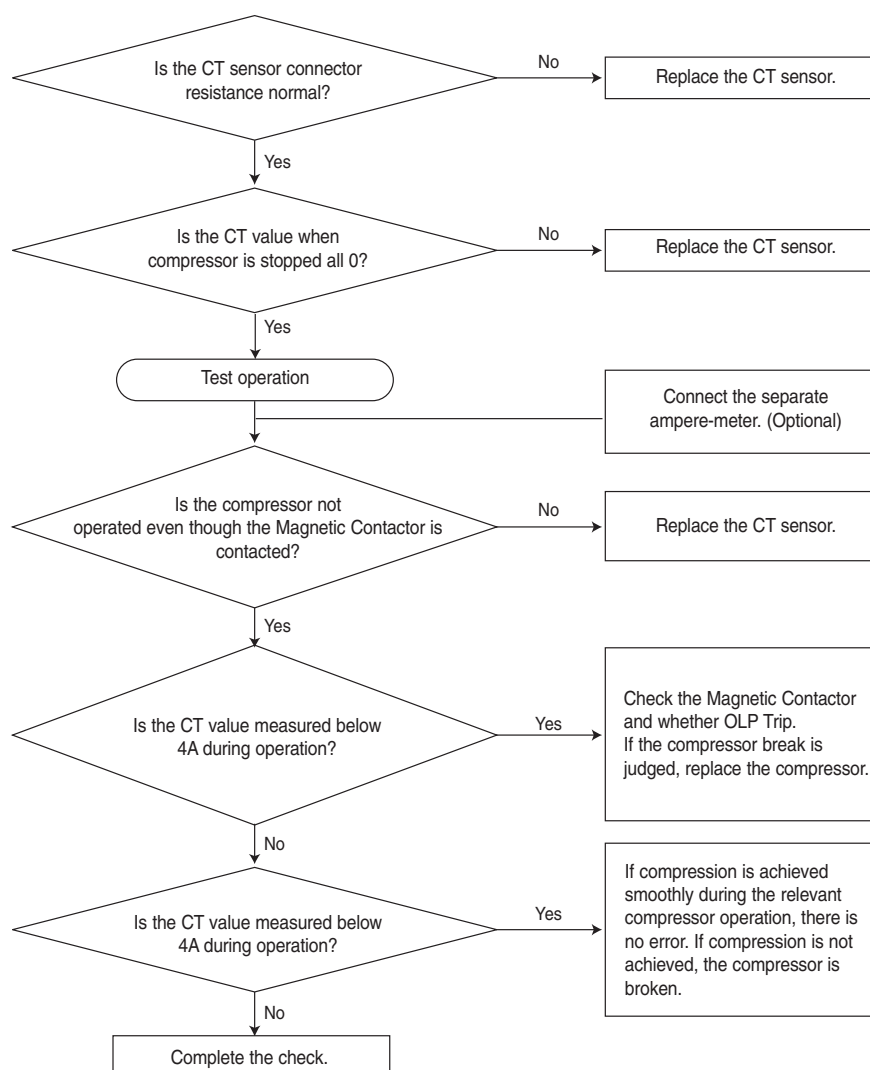 Is the CT sensor connector
resistance normal?
No
Replace the CT sensor.
Yes
Is the CT value when
compressor is stopped all 0?
No
Replace the CT sensor.
Yes
Test operation
Connect the separate
ampere-meter. (Optional)
Is the compressor not
operated even though the Magnetic Contactor is
contacted?
No
Replace the CT sensor.
Yes
Is the CT value measured below
4A during operation?
Yes
Check the Magnetic Contactor
and whether OLP Trip.
If the compressor break is
judged, replace the compressor.
No
Is the CT value measured below
4A during operation?
Yes
If compression is achieved
smoothly during the relevant
compressor operation, there is
no error. If compression is not
achieved, the compressor is
broken.
No
Complete the check.